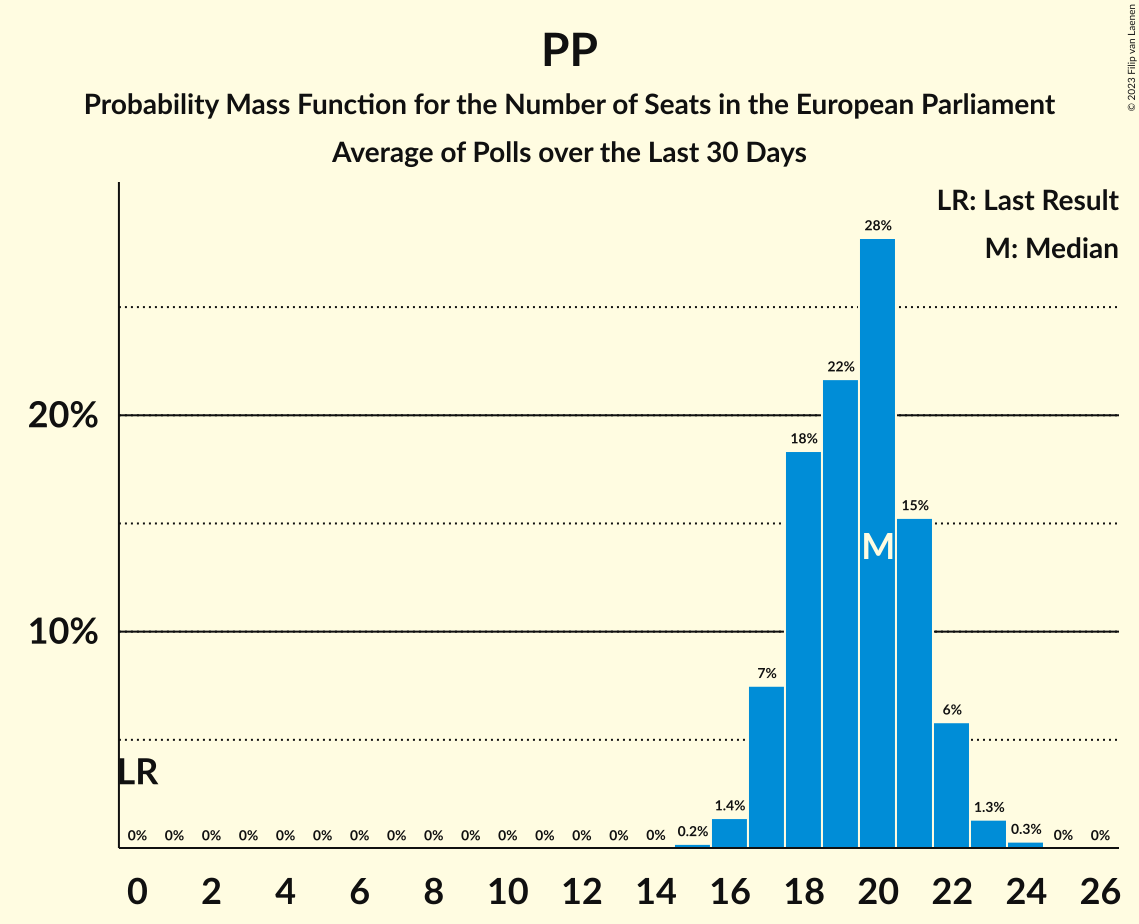 PP
Probability Mass Function for the Number of Seats in the European Parliament
Average of Polls over the Last 30 Days
© 2023 Filip van Laenen
LR: Last Result
M: Median
28%
22%
20%
18%
15%
M
10%
7%
6%
LR
1.4%
1.3%
0% 0% 0% 0% 0% 0% 0% 0% 0% 0% 0% 0% 0% 0% 0% 0.2% 0.3% 0% 0%
0 2 4 6 8 10 12 14 16 18 20 22 24 26